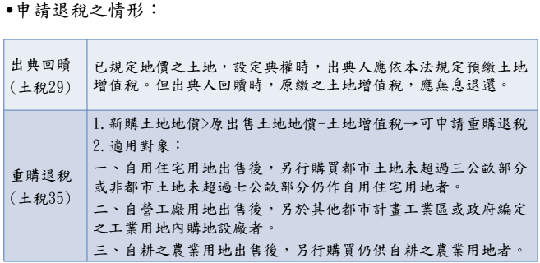 ▪申請退稅之情形：
出典回贖
(土稅29)
已規定地價之土地，設定典權時，出典人應依本法規定預繳土地
增值稅。但出典人回贖時，原繳之土地增值稅，應無息退還。
重購退稅
(土稅35)
1.新購土地地價>原出售土地地價-土地增值稅→可申請重購退稅
2.適用對象：
一、自用住宅用地出售後，另行購買都市土地未超過三公畝部分
或非都市土地未超過七公畝部分仍作自用住宅用地者。
二、自營工廠用地出售後，另於其他都市計畫工業區或政府編定
之工業用地內購地設廠者。
三、自耕之農業用地出售後，另行購買仍供自耕之農業用地者。